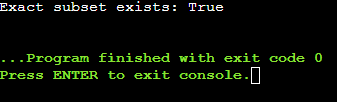 Exact subset exists: True
...Program finished with exit code 0
Press ENTER to exit console.